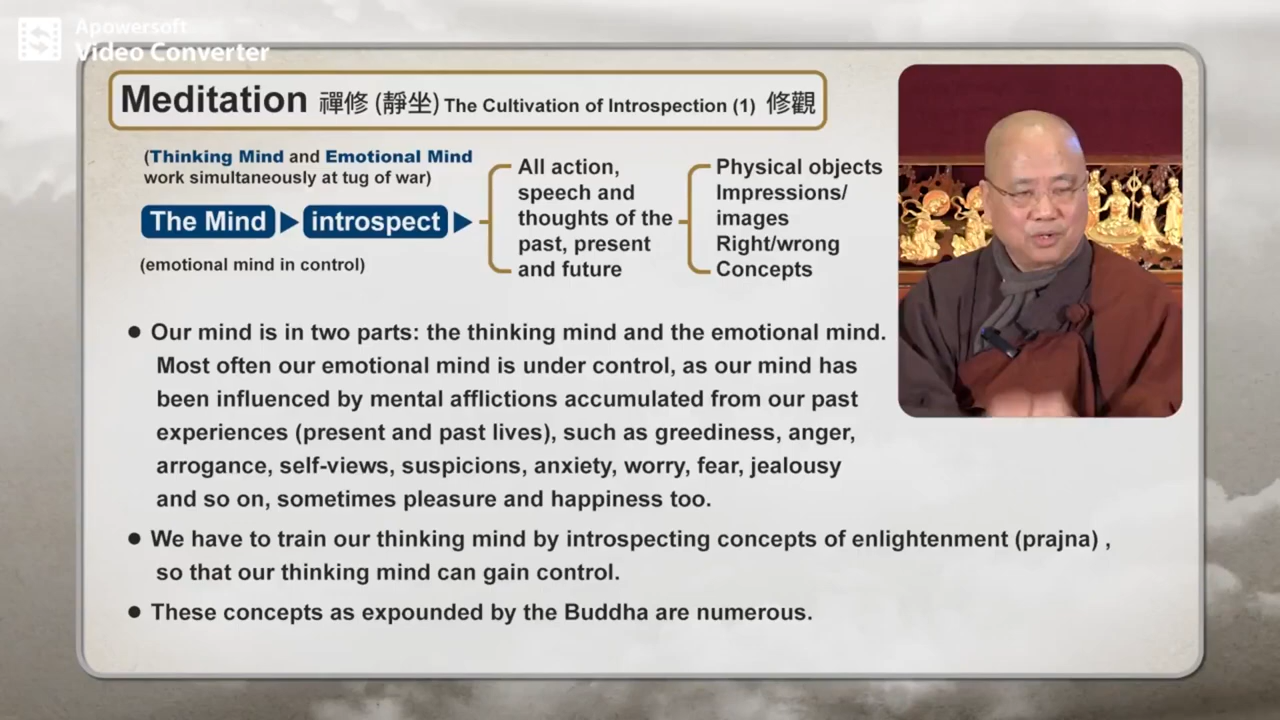 Apowersoft
Video Converter
Meditation 禪修 (靜坐) The Cultivation of Introspection (1) 修觀
(Thinking Mind and Emotional Mind
work simultaneously at tug of war)
The Mind introspect
(emotional mind in control)
All action,
speech and
thoughts of the
past, present
and future
Physical objects
Impressions/
images
Right/wrong
Concepts
● Our mind is in two parts: the thinking mind and the emotional mind.
Most often our emotional mind is under control, as our mind has
been influenced by mental afflictions accumulated from our past
experiences (present and past lives), such as greediness, anger,
arrogance, self-views, suspicions, anxiety, worry, fear, jealousy
and so on, sometimes pleasure and happiness too.
● We have to train our thinking mind by introspecting concepts of enlightenment (prajna) ,
so that our thinking mind can gain control.
● These concepts as expounded by the Buddha are numerous.